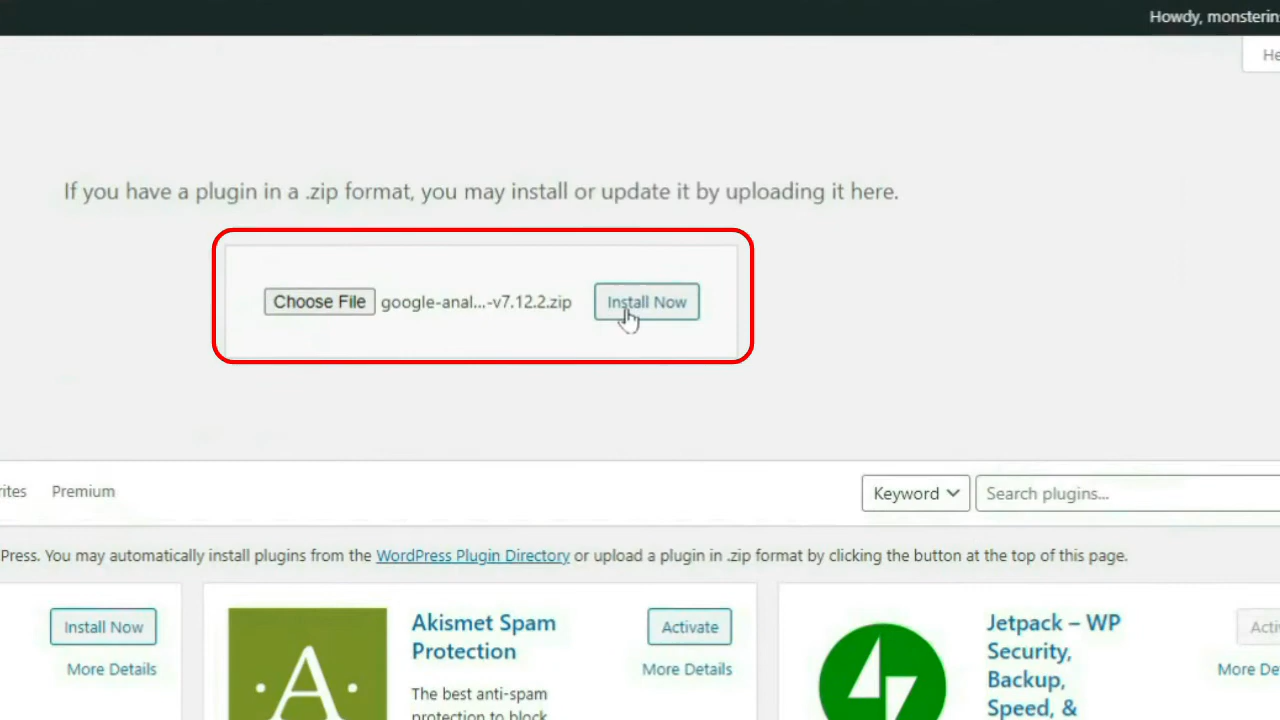 Howdy, monsterin
He
If you have a plugin in a .zip format, you may install or update it by uploading it here.
Choose File google-anal...-v7.12.2.zip Install Now
rites Premium Keyword Search plugins...
Press. You may automatically install plugins from the WordPress Plugin Directory or upload a plugin in .zip format by clicking the button at the top of this page.
Install Now
More Details
A
Akismet Spam
Protection
Activate
More Details
The best anti-spam
protection to block
Jetpack – WP
Security,
Backup,
Speed, &
Acti
More De